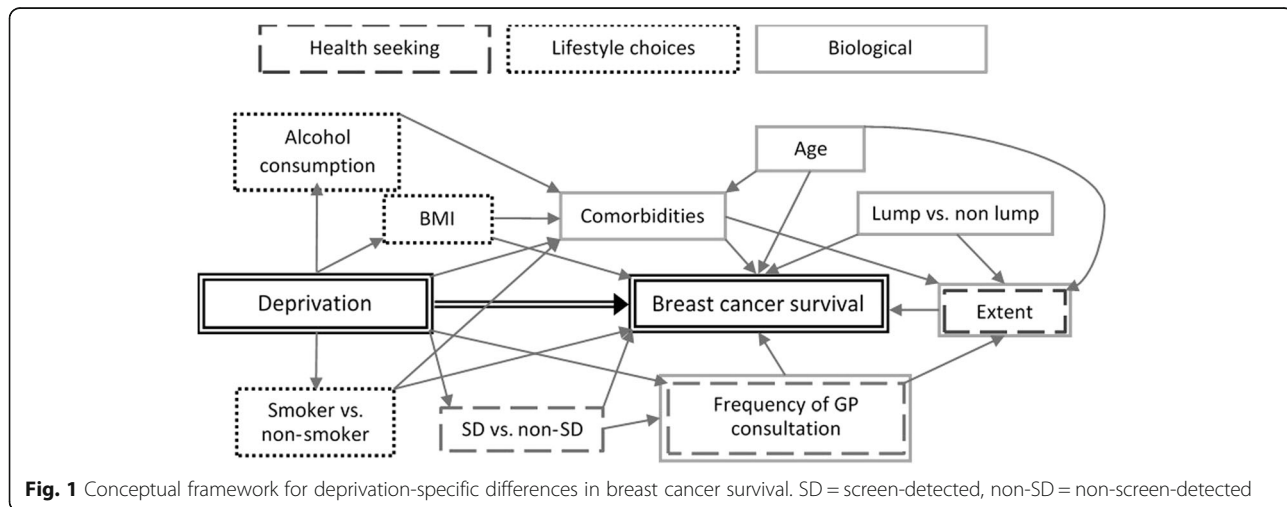 Health seeking
Lifestyle choices
Biological
Alcohol
consumption
Age
BMI
Comorbidities
Lump vs. non lump
Deprivation
Breast cancer survival
Extent
Smoker vs.
non-smoker
SD vs. non-SD
Frequency of GP
consultation
Fig. 1 Conceptual framework for deprivation-specific differences in breast cancer survival. SD = screen-detected, non-SD = non-screen-detected